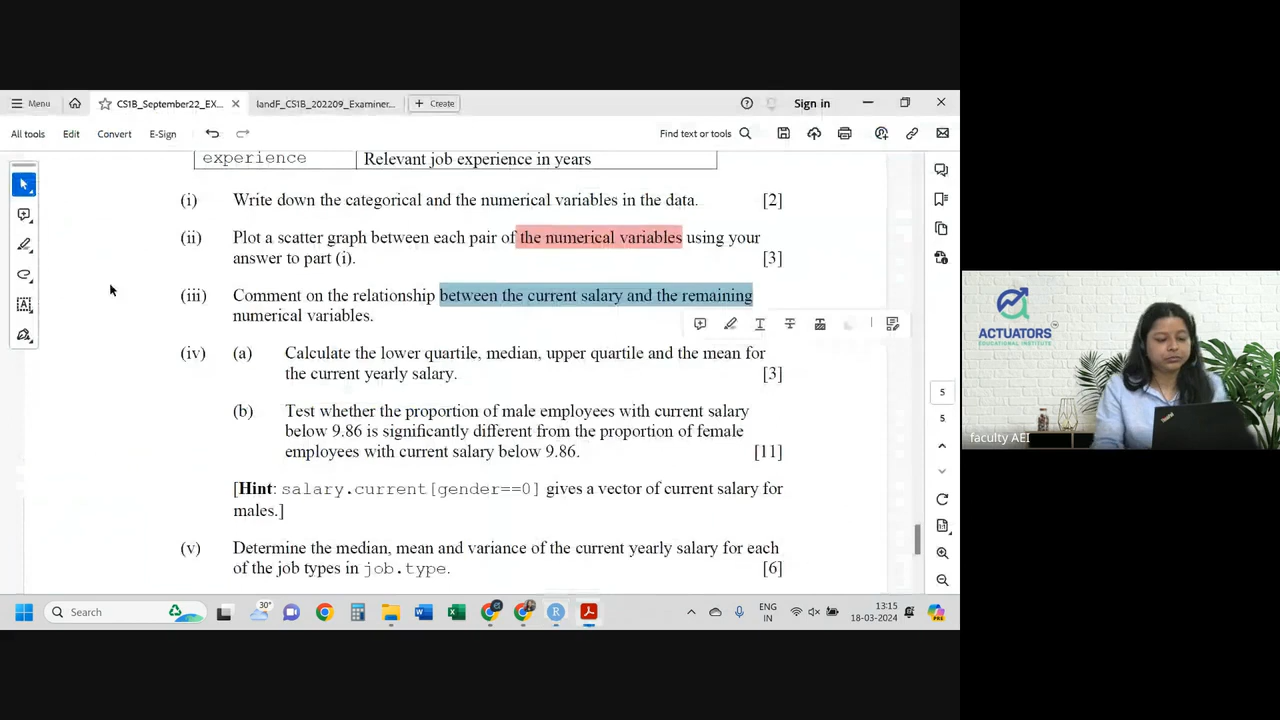 Menu
CS1B_September22_EX...
IandF_CS1B_202209_Examiner...
Create
Sign in
All tools
Edit
Convert
E-Sign
Find text or tools
experience
Relevant job experience in years
(i) Write down the categorical and the numerical variables in the data. [2]
(ii) Plot a scatter graph between each pair of the numerical variables using your
answer to part (i). [3]
(iii) Comment on the relationship between the current salary and the remaining
numerical variables.
(iv) (a) Calculate the lower quartile, median, upper quartile and the mean for
the current yearly salary. [3]
(b) Test whether the proportion of male employees with current salary
below 9.86 is significantly different from the proportion of female
employees with current salary below 9.86. [11]
[Hint: salary.current[gender==0] gives a vector of current salary for
males.]
(v) Determine the median, mean and variance of the current yearly salary for each
of the job types in job.type. [6]
5
5
ACTUATORS
EDUCATIONAL INSTITUTE
faculty AEI
Search
30°
ENG
IN
13:15
18-03-2024